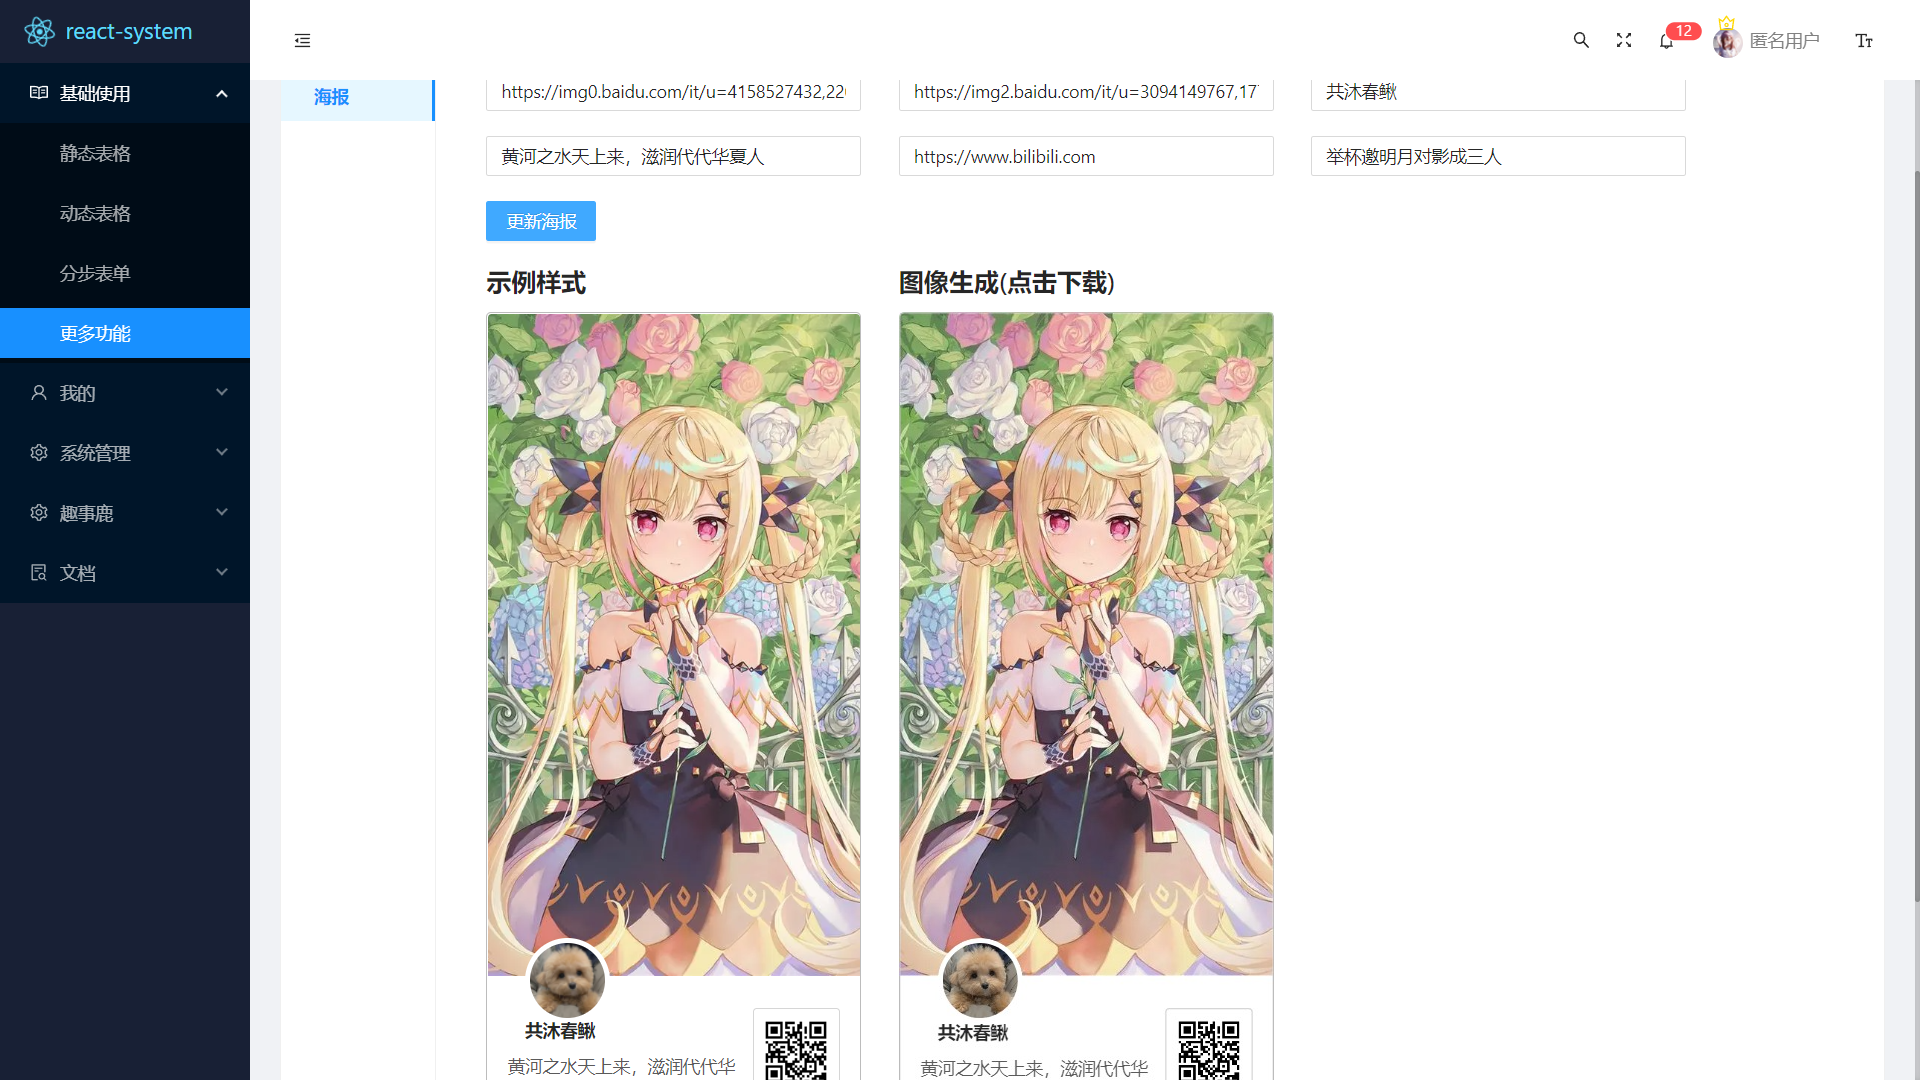 react-system
12
匿名用户
基础使用
静态表格
动态表格
分步表单
更多功能
我的
系统管理
趣事鹿
文档
海报
https://img0.baidu.com/it/u=4158527432,22
https://img2.baidu.com/it/u=3094149767,17
共沐春鳅
黄河之水天上来，滋润代代华夏人
https://www.bilibili.com
举杯邀明月对影成三人
更新海报
示例样式
图像生成(点击下载)
共沐春鳅
黄河之水天上来，滋润代代华
共沐春鳅
黄河之水天上来，滋润代代华